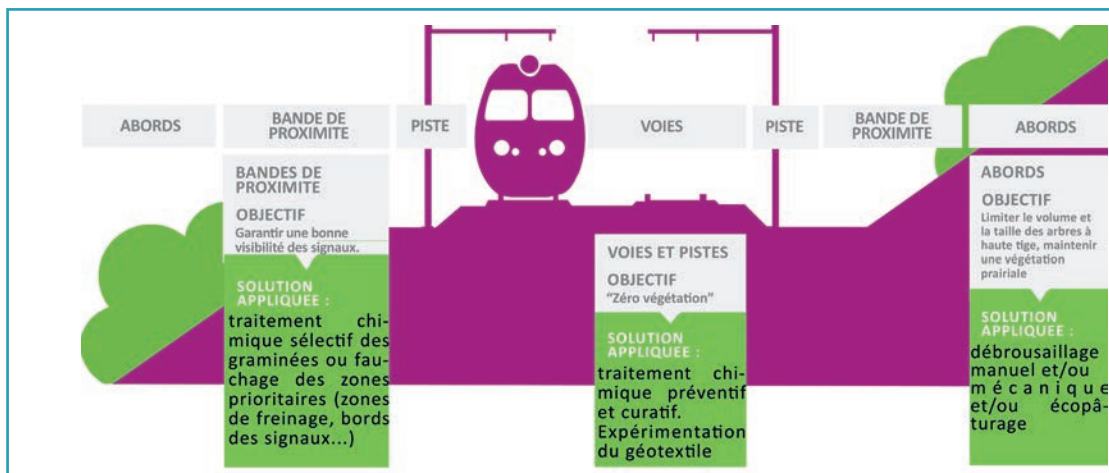 ABORDS
BANDE DE
PROXIMITE
PISTE
VOIES
PISTE
BANDE DE
PROXIMITE
ABORDS
BANDES DE
PROXIMITE
OBJECTIF
Garantir une bonne
visibilité des signaux.
SOLUTION
APPLIQUEE :
traitement chi-
mique sélectif des
graminées ou fau-
chage des zones
prioritaires (zones
de freinage, bords
des signaux...)
VOIES ET PISTES
OBJECTIF
“Zéro végétation”
SOLUTION
APPLIQUEE :
traitement chi-
mique préventif
et curatif.
Expérimentation
du géotextile
ABORDS
OBJECTIF
Limiter le volume et
la taille des arbres à
haute tige, maintenir
une végétation
prairiale
SOLUTION
APPLIQUEE :
débrousaillage
manuel et/ou
mécanique
et/ou écopâ-
turage